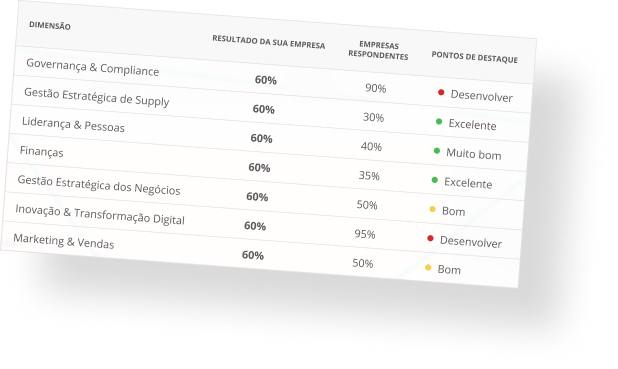 DIMENSÃO RESULTADO DA SUA EMPRESA EMPRESAS RESPONDENTES PONTOS DE DESTAQUE
Governança & Compliance 60% 90% Desenvolver
Gestão Estratégica de Supply 60% 30% Excelente
Liderança & Pessoas 60% 40% Muito bom
Finanças 60% 35% Excelente
Gestão Estratégica dos Negócios 60% 50% Bom
Inovação & Transformação Digital 60% 95% Desenvolver
Marketing & Vendas 60% 50% Bom